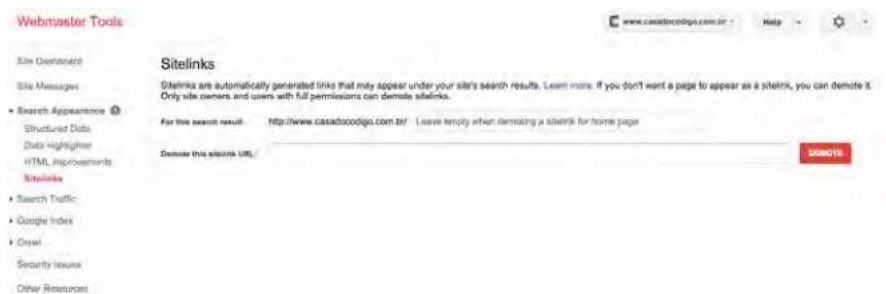 Webmaster Tools
www.casadocodigo.com.br
Help
Site Dashboard
Site Messages
Search Appearance
Structured Data
Data Highlighter
HTML Improvements
Sitelinks
Search Traffic
Google Index
Crawl
Security Issues
Other Resources
Sitelinks
Sitelinks are automatically generated links that may appear under your site's search results. Learn more. If you don't want a page to appear as a sitelink, you can demote it.
Only site owners and users with full permissions can demote sitelinks.
For this search result: http://www.casadocodigo.com.br/ Leave empty when demoting a sitelink for home page
Demote this sitelink URL:
DEMOTE